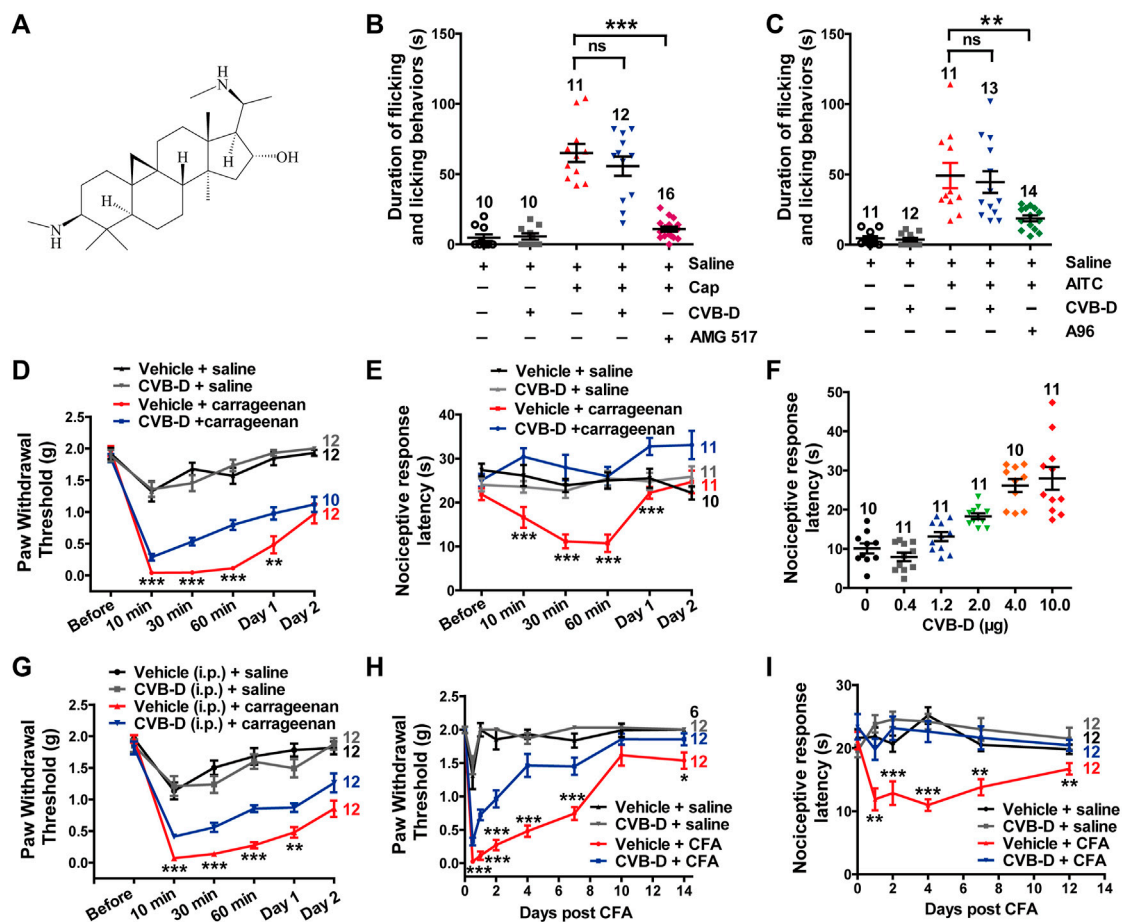 A
H
N
H
H
OH
H
N
H
B
Duration of flicking
and licking behaviors (s)
150
100
50
0
***
ns
10
10
11
12
16
+ + + + + Saline
– – + + + Cap
– + – + – CVB-D
– – – – + AMG 517
C
Duration of flicking
and licking behaviors (s)
150
100
50
0
**
ns
11
12
11
13
14
+ + + + + Saline
– – + + + AITC
– + – + – CVB-D
– – – – + A96
D
Vehicle + saline
CVB-D + saline
Vehicle + carrageenan
CVB-D +carrageenan
Paw Withdrawal
Threshold (g)
2.5
2.0
1.5
1.0
0.5
0.0
12
12
10
12
*** *** *** **
Before 10 min 30 min 60 min Day 1 Day 2
E
Vehicle + saline
CVB-D + saline
Vehicle + carrageenan
CVB-D + carrageenan
Nociceptive response
latency (s)
40
30
20
10
0
11
11
11
10
*** *** *** ***
Before 10 min 30 min 60 min Day 1 Day 2
F
Nociceptive response
latency (s)
50
40
30
20
10
0
10
11
11
11
10
11
0 0.4 1.2 2.0 4.0 10.0
CVB-D (µg)
G
Vehicle (i.p.) + saline
CVB-D (i.p.) + saline
Vehicle (i.p.) + carrageenan
CVB-D (i.p.) + carrageenan
Paw Withdrawal
Threshold (g)
2.5
2.0
1.5
1.0
0.5
0.0
12
12
12
12
*** *** *** **
Before 10 min 30 min 60 min Day 1 Day 2
H
Paw Withdrawal
Threshold (g)
2.5
2.0
1.5
1.0
0.5
0.0
6
12
12
12
*
***
***
***
***
***
Vehicle + saline
CVB-D + saline
Vehicle + CFA
CVB-D + CFA
0 2 4 6 8 10 12 14
Days post CFA
I
Nociceptive response
latency (s)
30
20
10
0
12
12
12
12
**
***
***
**
**
Vehicle + saline
CVB-D + saline
Vehicle + CFA
CVB-D + CFA
0 2 4 6 8 10 12 14
Days post CFA